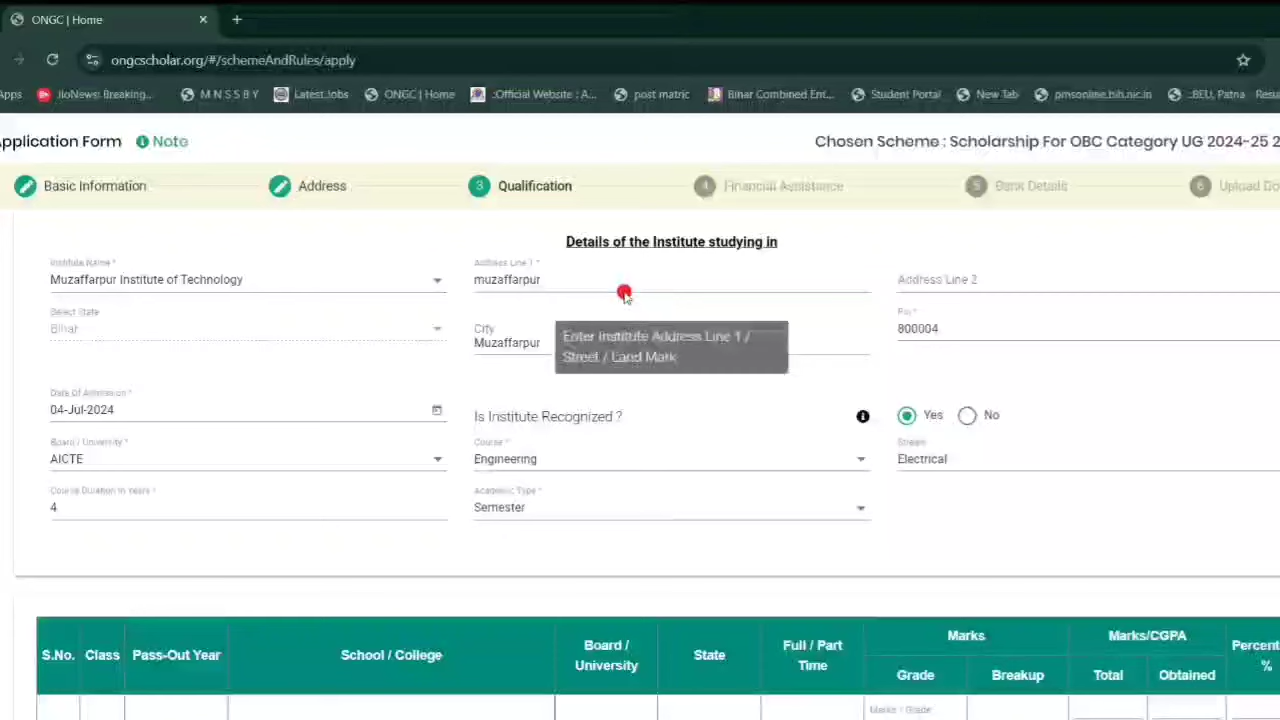 ONGC | Home
ongcscholar.org/#/schemeAndRules/apply
Apps JioNews: Breaking... M N S S B Y Latest Jobs ONGC | Home .:Official Website : A... post matric Bihar Combined Ent... Student Portal New Tab pmsonline.bih.nic.in ::BEU, Patna
Application Form Note Chosen Scheme : Scholarship For OBC Category UG 2024-25 2
Basic Information Address 3 Qualification 4 Financial Assistance 5 Bank Details 6 Upload Do
Details of the Institute studying in
Institute Name * Address Line 1 *
Muzaffarpur Institute of Technology muzaffarpur Address Line 2
Select State Pin *
Bihar City 800004
Muzaffarpur
Enter Institute Address Line 1 /
Street / Land Mark
Date Of Admission *
04-Jul-2024 Is Institute Recognized ? Yes No
Board / University * Course * Stream
AICTE Engineering Electrical
Course Duration In Years * Academic Type *
4 Semester
S.No. Class Pass-Out Year School / College Board / University State Full / Part Time Marks Marks/CGPA Percent %
Grade Breakup Total Obtained
Marks / Grade